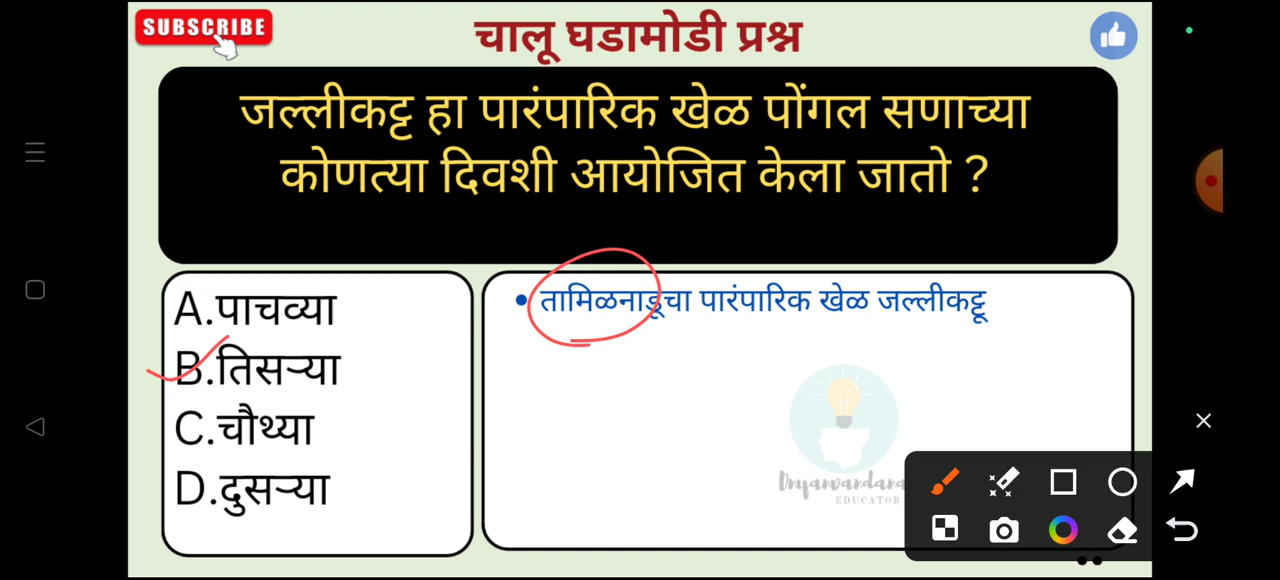 SUBSCRIBE
चालू घडामोडी प्रश्न
जल्लीकट्ट हा पारंपारिक खेळ पोंगल सणाच्या
कोणत्या दिवशी आयोजित केला जातो ?
A.पाचव्या
B.तिसऱ्या
C.चौथ्या
D.दुसऱ्या
• तामिळनाडूचा पारंपारिक खेळ जल्लीकट्टू
EDUCATOR